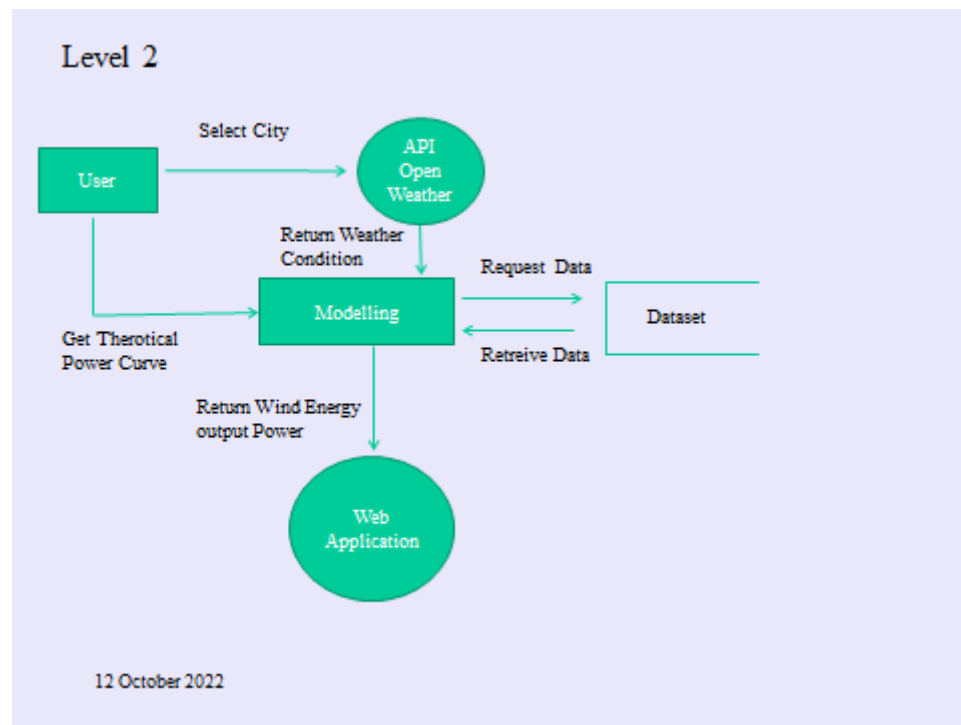 Level 2
Select City
API
Open
Weather
User
Return Weather
Condition
Request Data
Modelling
Dataset
Get Therotical
Power Curve
Retreive Data
Return Wind Energy
output Power
Web
Application
12 October 2022